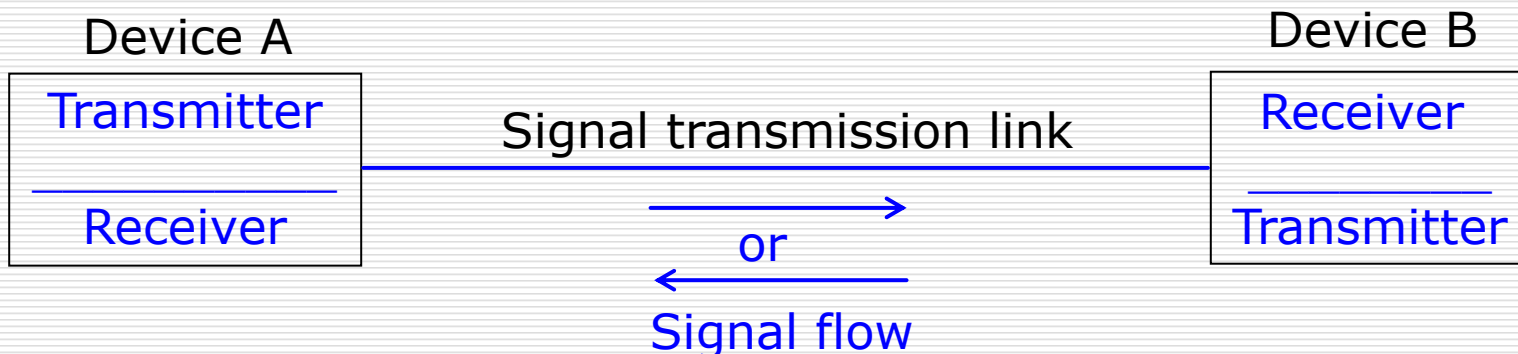 Device A
Transmitter
Receiver
Signal transmission link
or
Signal flow
Device B
Receiver
Transmitter